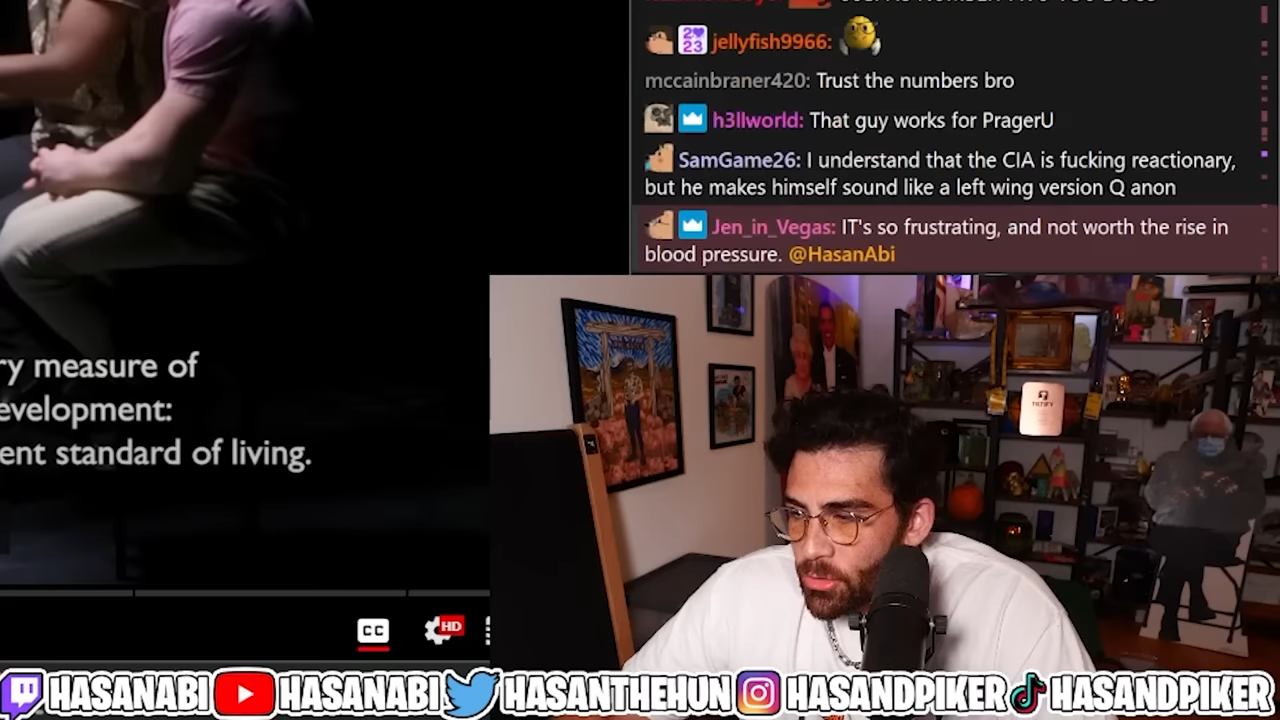 jellyfish9966:
mccainbraner420: Trust the numbers bro
h3llworld: That guy works for PragerU
SamGame26: I understand that the CIA is fucking reactionary,
but he makes himself sound like a left wing version Q anon
Jen_in_Vegas: IT's so frustrating, and not worth the rise in
blood pressure. @HasanAbi
ry measure of
evelopment:
ent standard of living.
TILTIFY
CC
HD
HASANABI HASANABI HASANTHEHUN HASANDPIKER HASANDPIKER